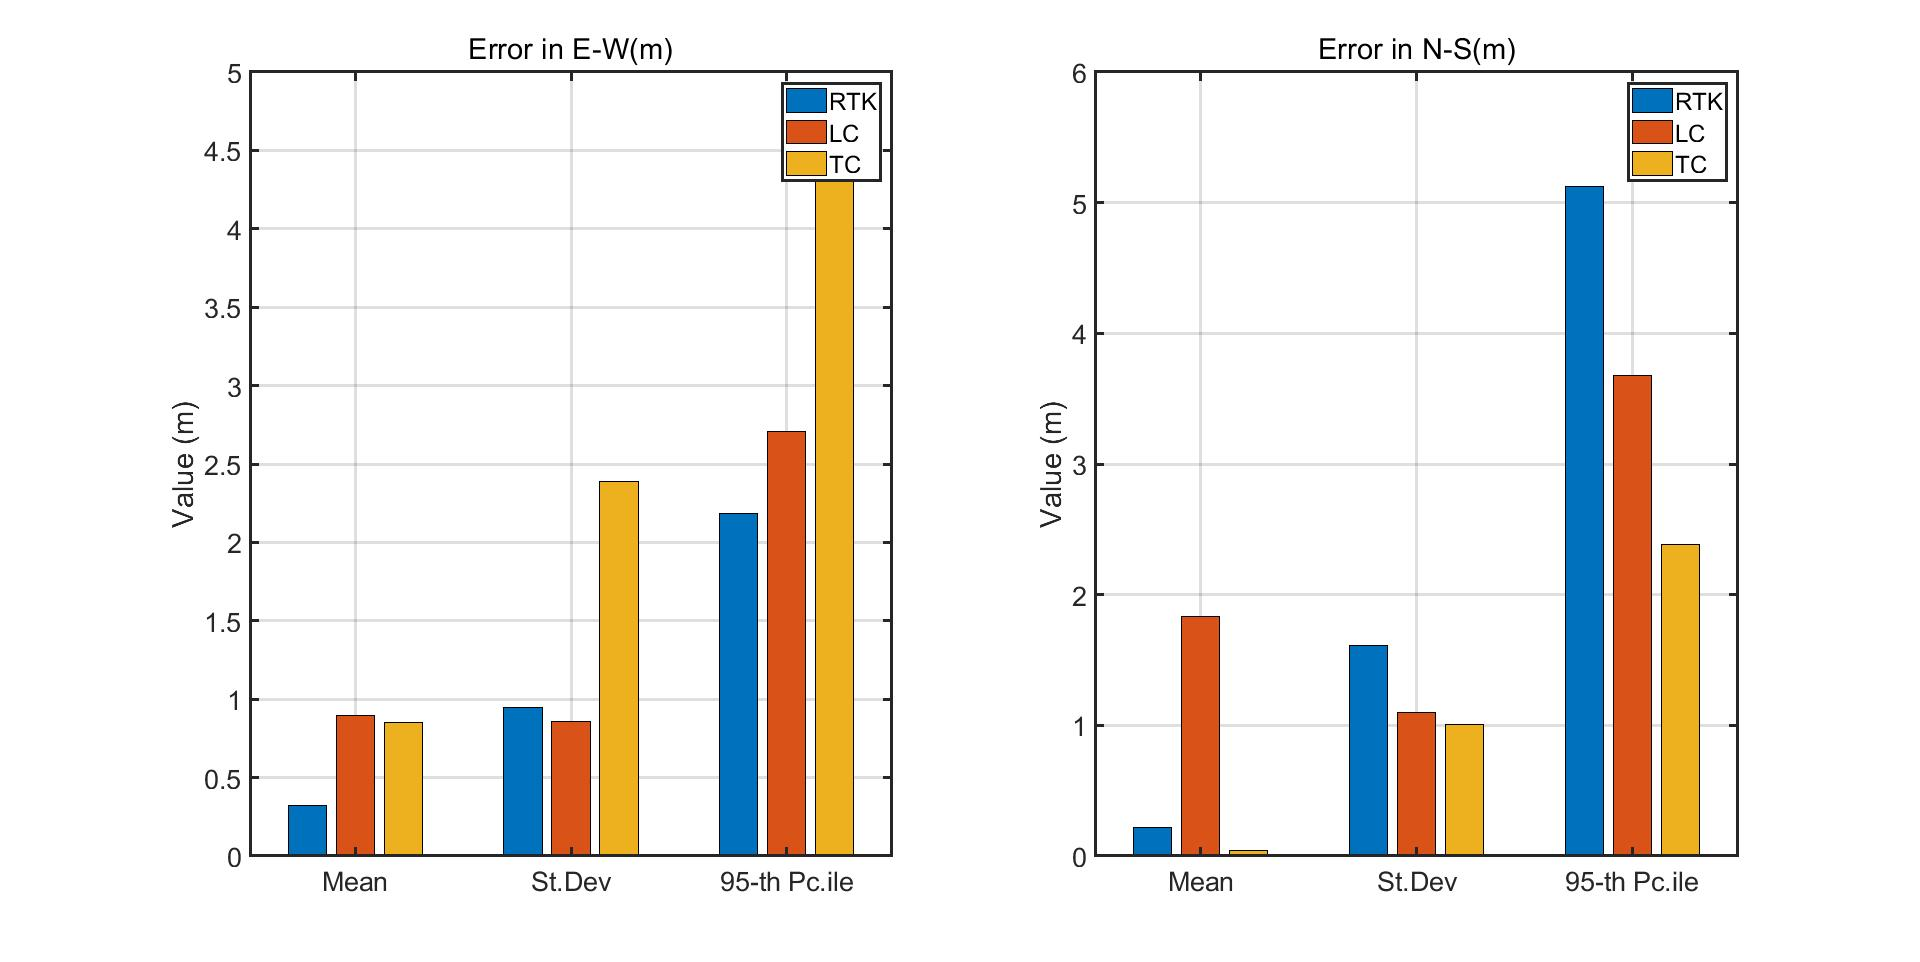 Error in E-W(m)
5
4.5
4
3.5
3
2.5
2
1.5
1
0.5
0
Value (m)
RTK
LC
TC
Mean St.Dev 95-th Pc.ile
Error in N-S(m)
6
5
4
3
2
1
0
Value (m)
RTK
LC
TC
Mean St.Dev 95-th Pc.ile